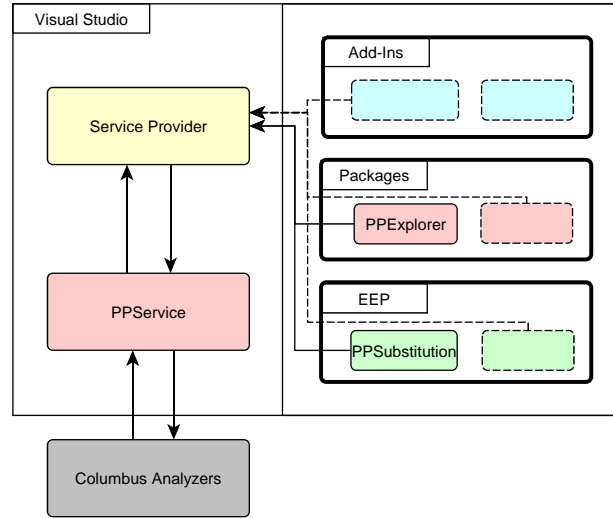 Visual Studio
Add-Ins
Service Provider
Packages
PPExplorer
PPService
EEP
PPSubstitution
Columbus Analyzers